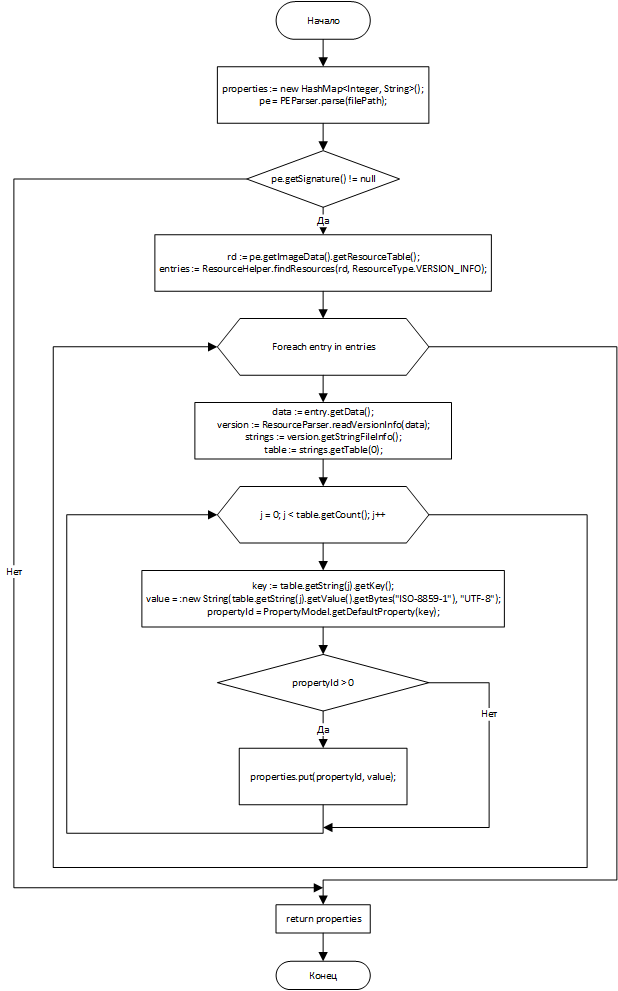 Начало
properties := new HashMap<Integer, String>();
pe = PEParser.parse(filePath);
pe.getSignature() != null
Да
rd := pe.getImageData().getResourceTable();
entries := ResourceHelper.findResources(rd, ResourceType.VERSION_INFO);
Foreach entry in entries
data := entry.getData();
version := ResourceParser.readVersionInfo(data);
strings := version.getStringFileInfo();
table := strings.getTable(0);
j = 0; j < table.getCount(); j++
Нет
key := table.getString(j).getKey();
value = :new String(table.getString(j).getValue().getBytes("ISO-8859-1"), "UTF-8");
propertyId = PropertyModel.getDefaultProperty(key);
propertyId > 0
Нет
Да
properties.put(propertyId, value);
return properties
Конец